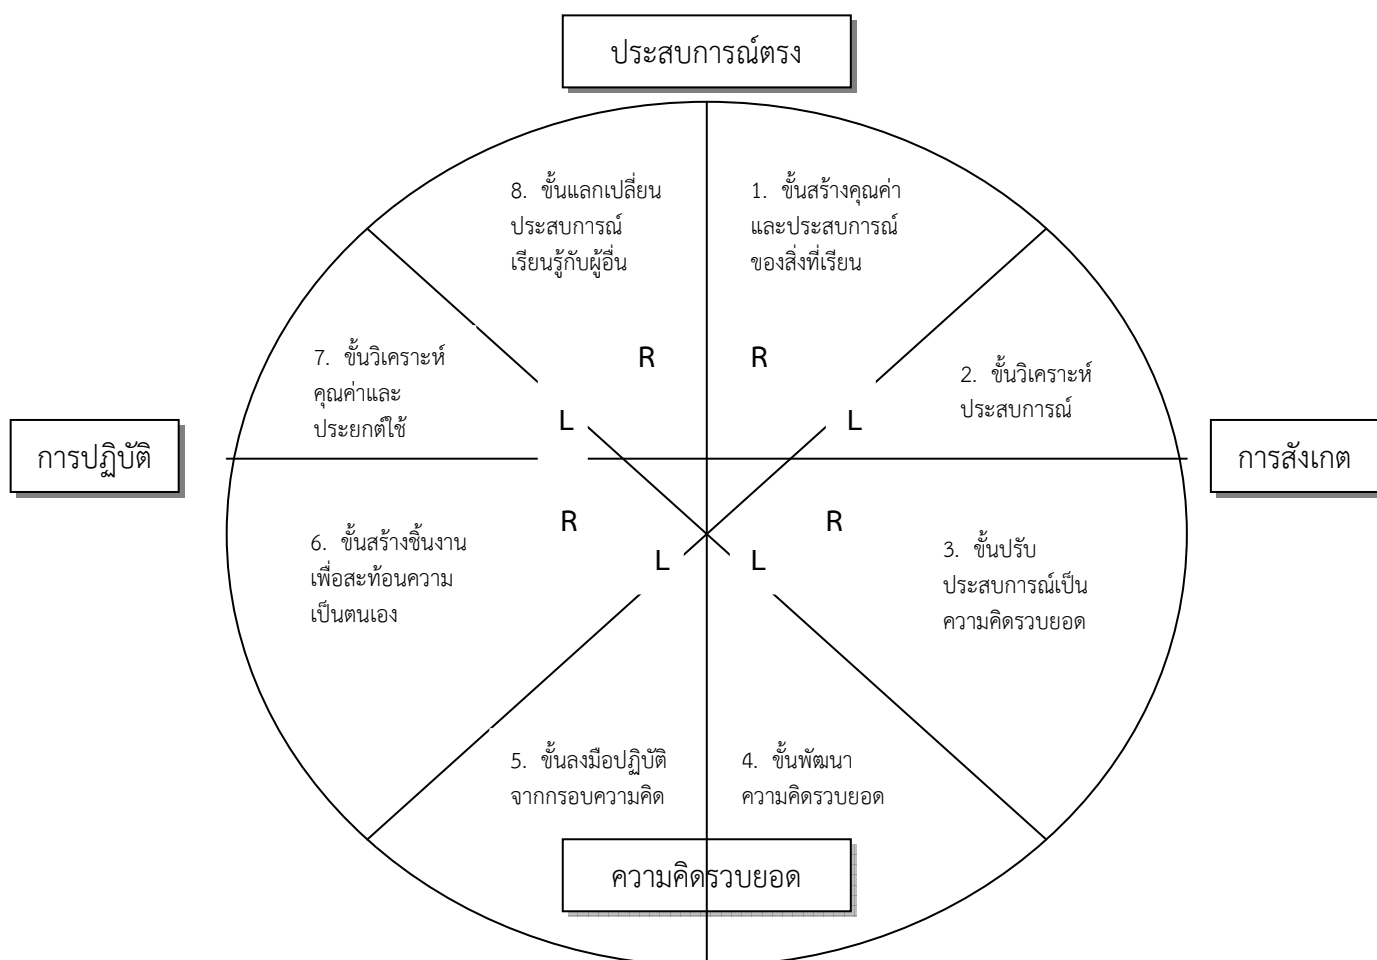 ประสบการณ์ตรง
8. ขั้นแลกเปลี่ยน
ประสบการณ์
เรียนรู้กับผู้อื่น
1. ขั้นสร้างคุณค่า
และประสบการณ์
ของสิ่งที่เรียน
7. ขั้นวิเคราะห์
คุณค่าและ
ประยกต์ใช้
R
R
2. ขั้นวิเคราะห์
ประสบการณ์
L
L
การปฏิบัติ
การสังเกต
R
R
6. ขั้นสร้างชิ้นงาน
เพื่อสะท้อนความ
เป็นตนเอง
L
L
3. ขั้นปรับ
ประสบการณ์เป็น
ความคิดรวบยอด
5. ขั้นลงมือปฏิบัติ
จากกรอบความคิด
4. ขั้นพัฒนา
ความคิดรวบยอด
ความคิดรวบยอด